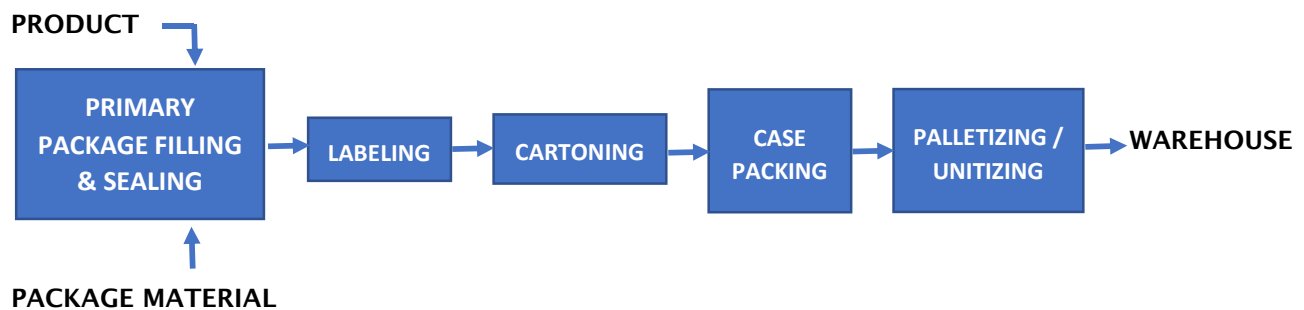 PRODUCT
PRIMARY
PACKAGE FILLING
& SEALING
LABELING
CARTONING
CASE
PACKING
PALLETIZING /
UNITIZING
WAREHOUSE
PACKAGE MATERIAL